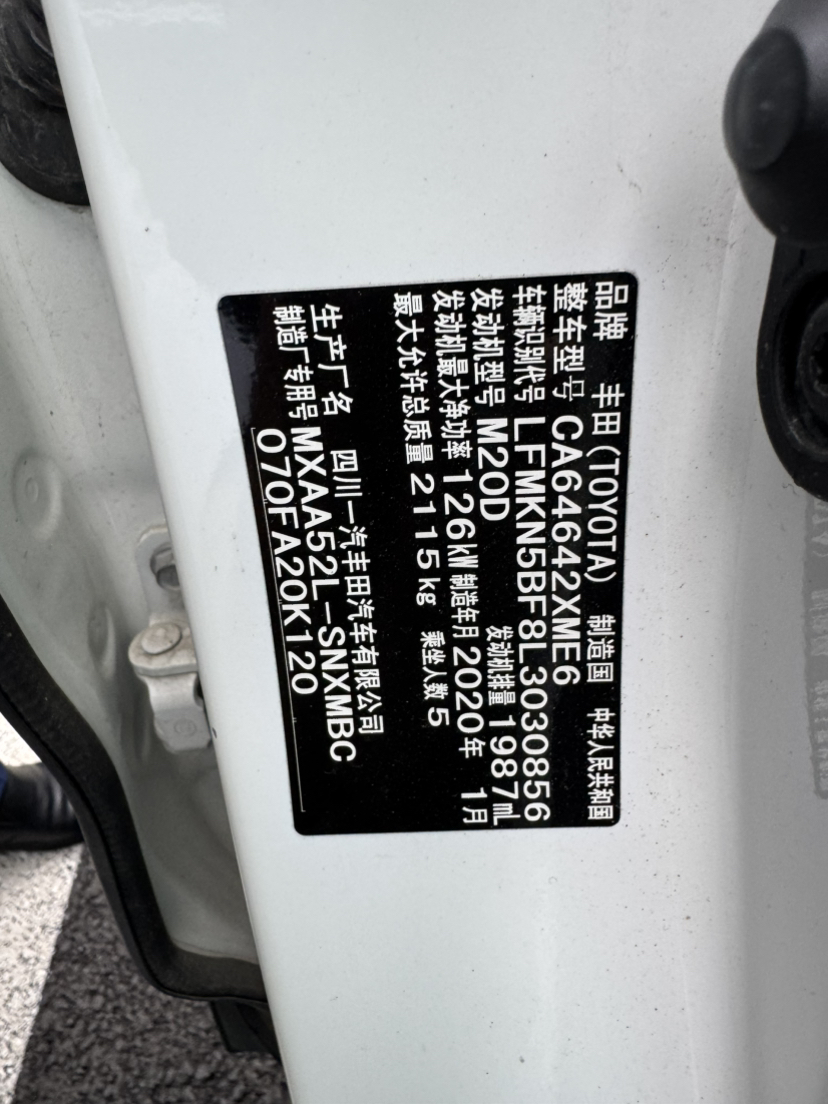 品牌 丰田(TOYOTA) 制造国 中华人民共和国
整车型号 CA64642XME6
车辆识别代号 LFMKN5BF8L3030856
发动机型号 M20D 发动机排量 1987mL
发动机最大净功率 126kW 制造年月 2020年 1月
最大允许总质量 2115kg 乘坐人数 5
生产厂名 四川一汽丰田汽车有限公司
制造厂专用号 MXAA52L-SNXMBC
070FA20K120